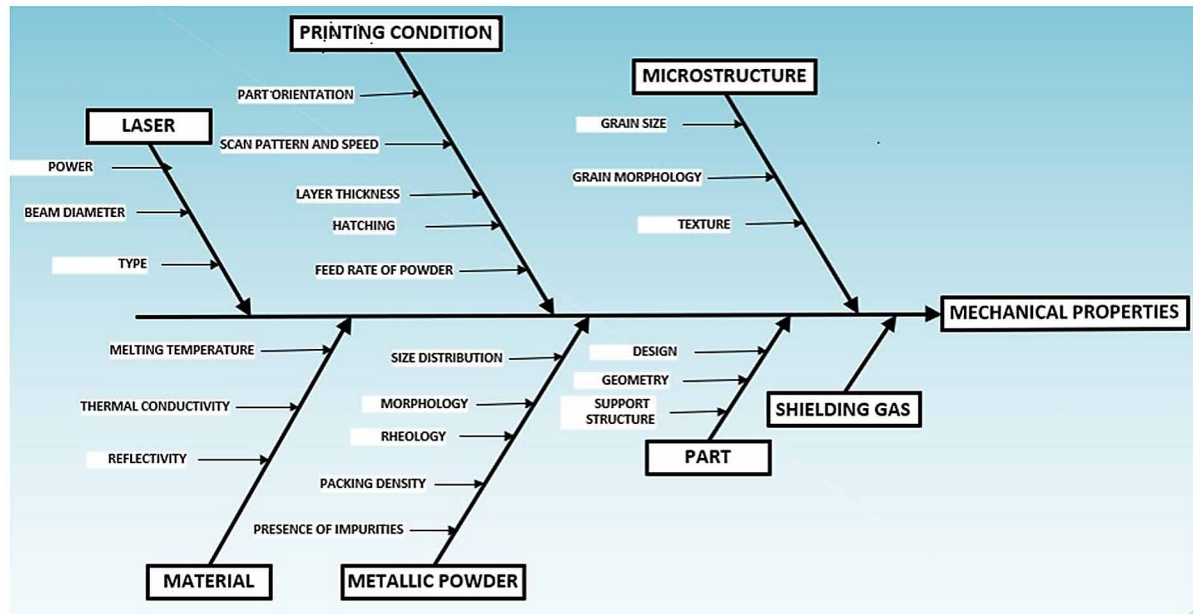 PRINTING CONDITION
MICROSTRUCTURE
PART ORIENTATION
LASER
GRAIN SIZE
SCAN PATTERN AND SPEED
POWER
GRAIN MORPHOLOGY
LAYER THICKNESS
BEAM DIAMETER
HATCHING
TEXTURE
TYPE
FEED RATE OF POWDER
MECHANICAL PROPERTIES
MELTING TEMPERATURE
SIZE DISTRIBUTION
DESIGN
GEOMETRY
THERMAL CONDUCTIVITY
MORPHOLOGY
SUPPORT
STRUCTURE
SHIELDING GAS
RHEOLOGY
REFLECTIVITY
PART
PACKING DENSITY
PRESENCE OF IMPURITIES
MATERIAL
METALLIC POWDER